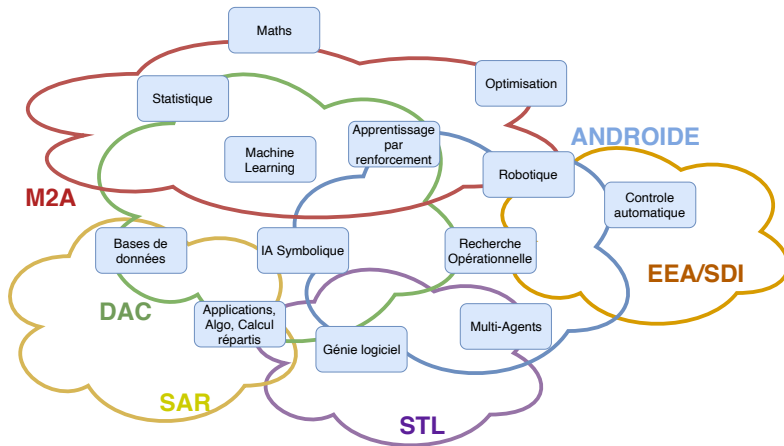 Maths
Optimisation
Statistique
Apprentissage
par
renforcement
ANDROIDE
Machine
Learning
Robotique
M2A
Controle
automatique
Bases de
données
IA Symbolique
Recherche
Opérationnelle
EEA/SDI
DAC
Applications,
Algo, Calcul
répartis
Génie logiciel
Multi-Agents
SAR
STL